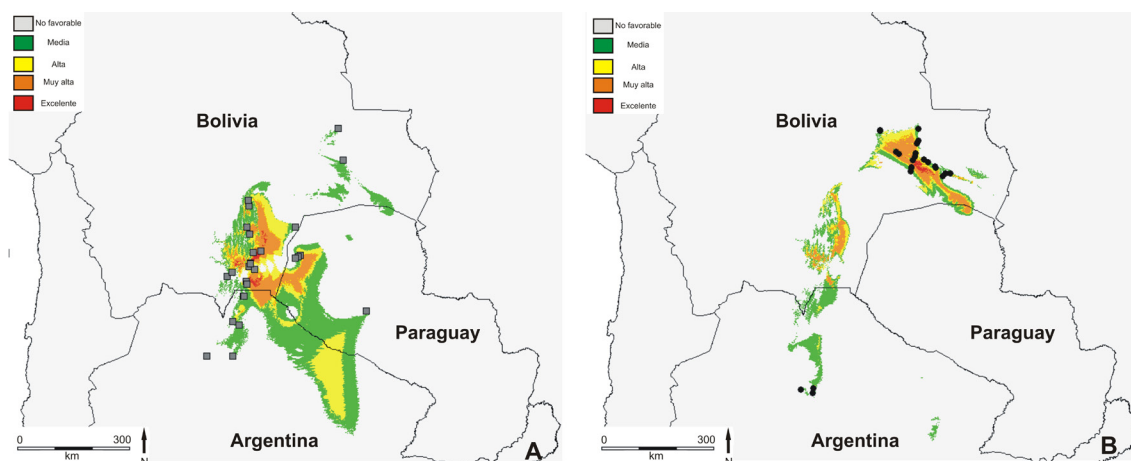 No favorable
Media
Alta
Muy alta
Excelente
Bolivia
Paraguay
Argentina
0 300
km
N
A
No favorable
Media
Alta
Muy alta
Excelente
Bolivia
Paraguay
Argentina
0 300
km
N
B